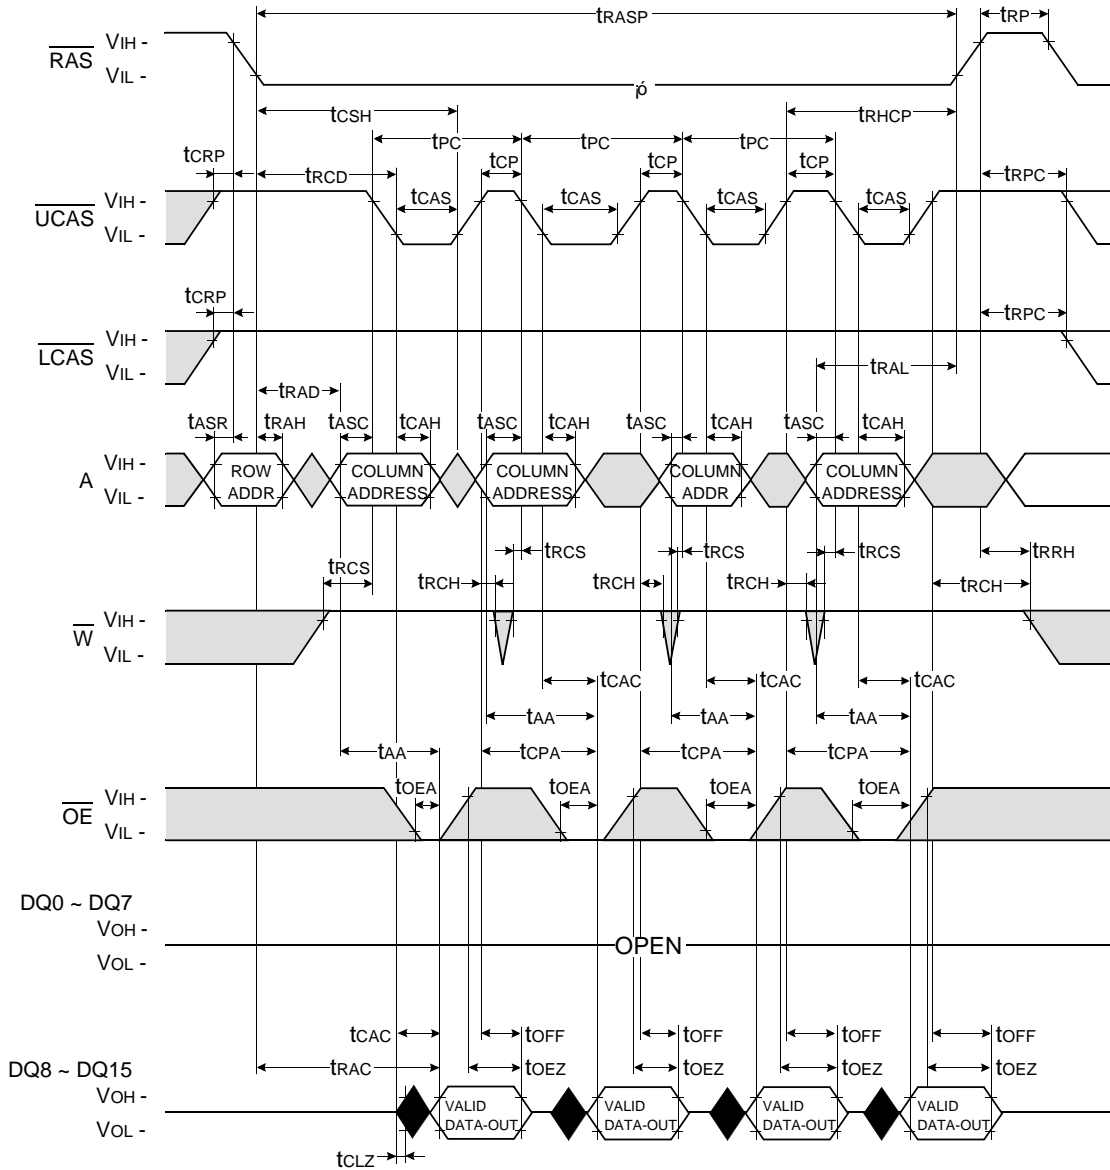 tRASP tRP
RAS VIH -
VIL -
¡ó
tCSH tRHCP
tPC tPC tPC
tCRP tRCD tCP tCP tCP tRPC
UCAS VIH -
VIL -
tCAS tCAS tCAS tCAS
tCRP tRPC
LCAS VIH -
VIL -
tRAL
tRAD
tASR tRAH tASC tCAH tASC tCAH tASC tCAH tASC tCAH
A VIH -
VIL -
ROW COLUMN COLUMN COLUMN COLUMN
ADDR ADDRESS ADDRESS ADDR ADDRESS
tRCS tRCS tRCS tRRH
tRCS tRCH tRCH tRCH tRCH
W VIH -
VIL -
tCAC tCAC tCAC
tAA tAA tAA
tAA tCPA tCPA tCPA
tOEA tOEA tOEA tOEA
OE VIH -
VIL -
DQ0 ~ DQ7
VOH -
VOL -
OPEN
tCAC tOFF tOFF tOFF tOFF
tRAC tOEZ tOEZ tOEZ tOEZ
DQ8 ~ DQ15
VOH -
VOL -
VALID VALID VALID VALID
DATA-OUT DATA-OUT DATA-OUT DATA-OUT
tCLZ